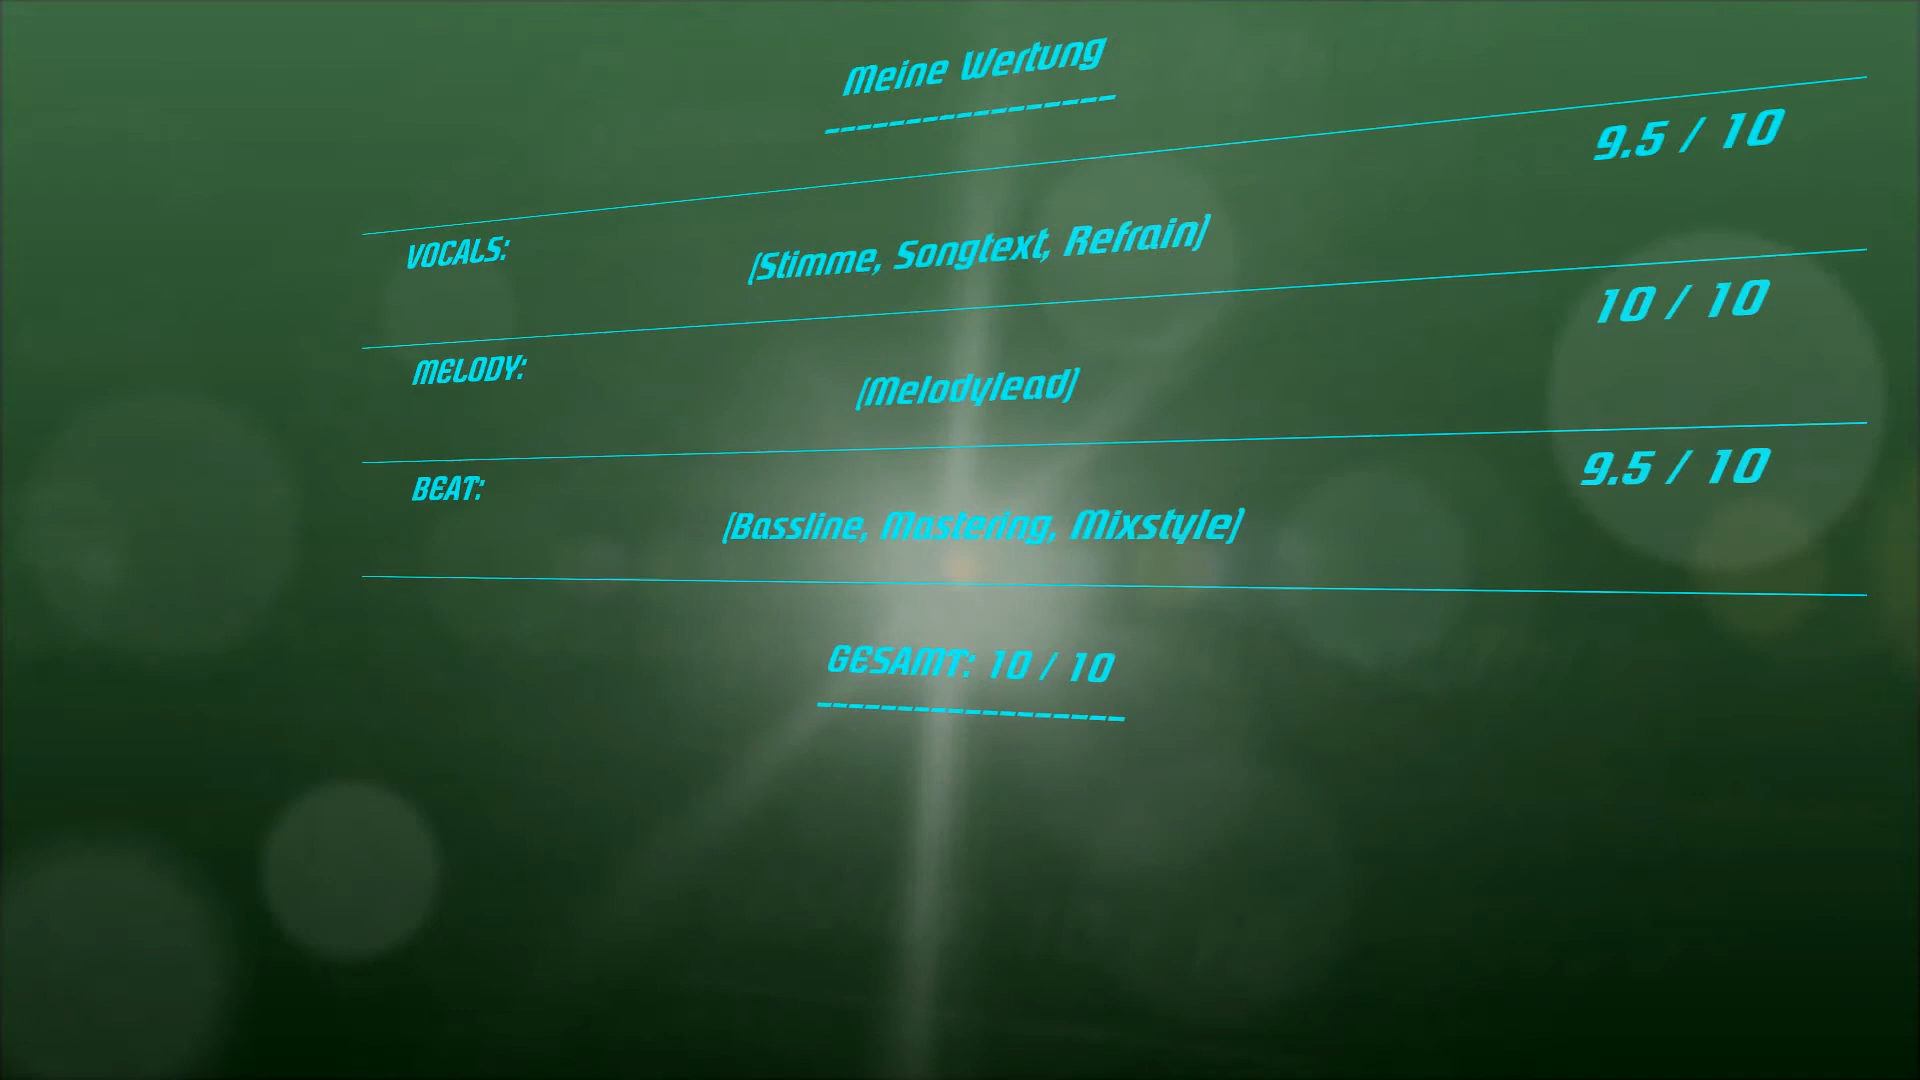 Meine Wertung
------------------
VOCALS: (Stimme, Songtext, Refrain) 9.5 / 10
MELODY: (Melodylead) 10 / 10
BEAT: (Bassline, Mastering, Mixstyle) 9.5 / 10
GESAMT: 10 / 10
-------------------